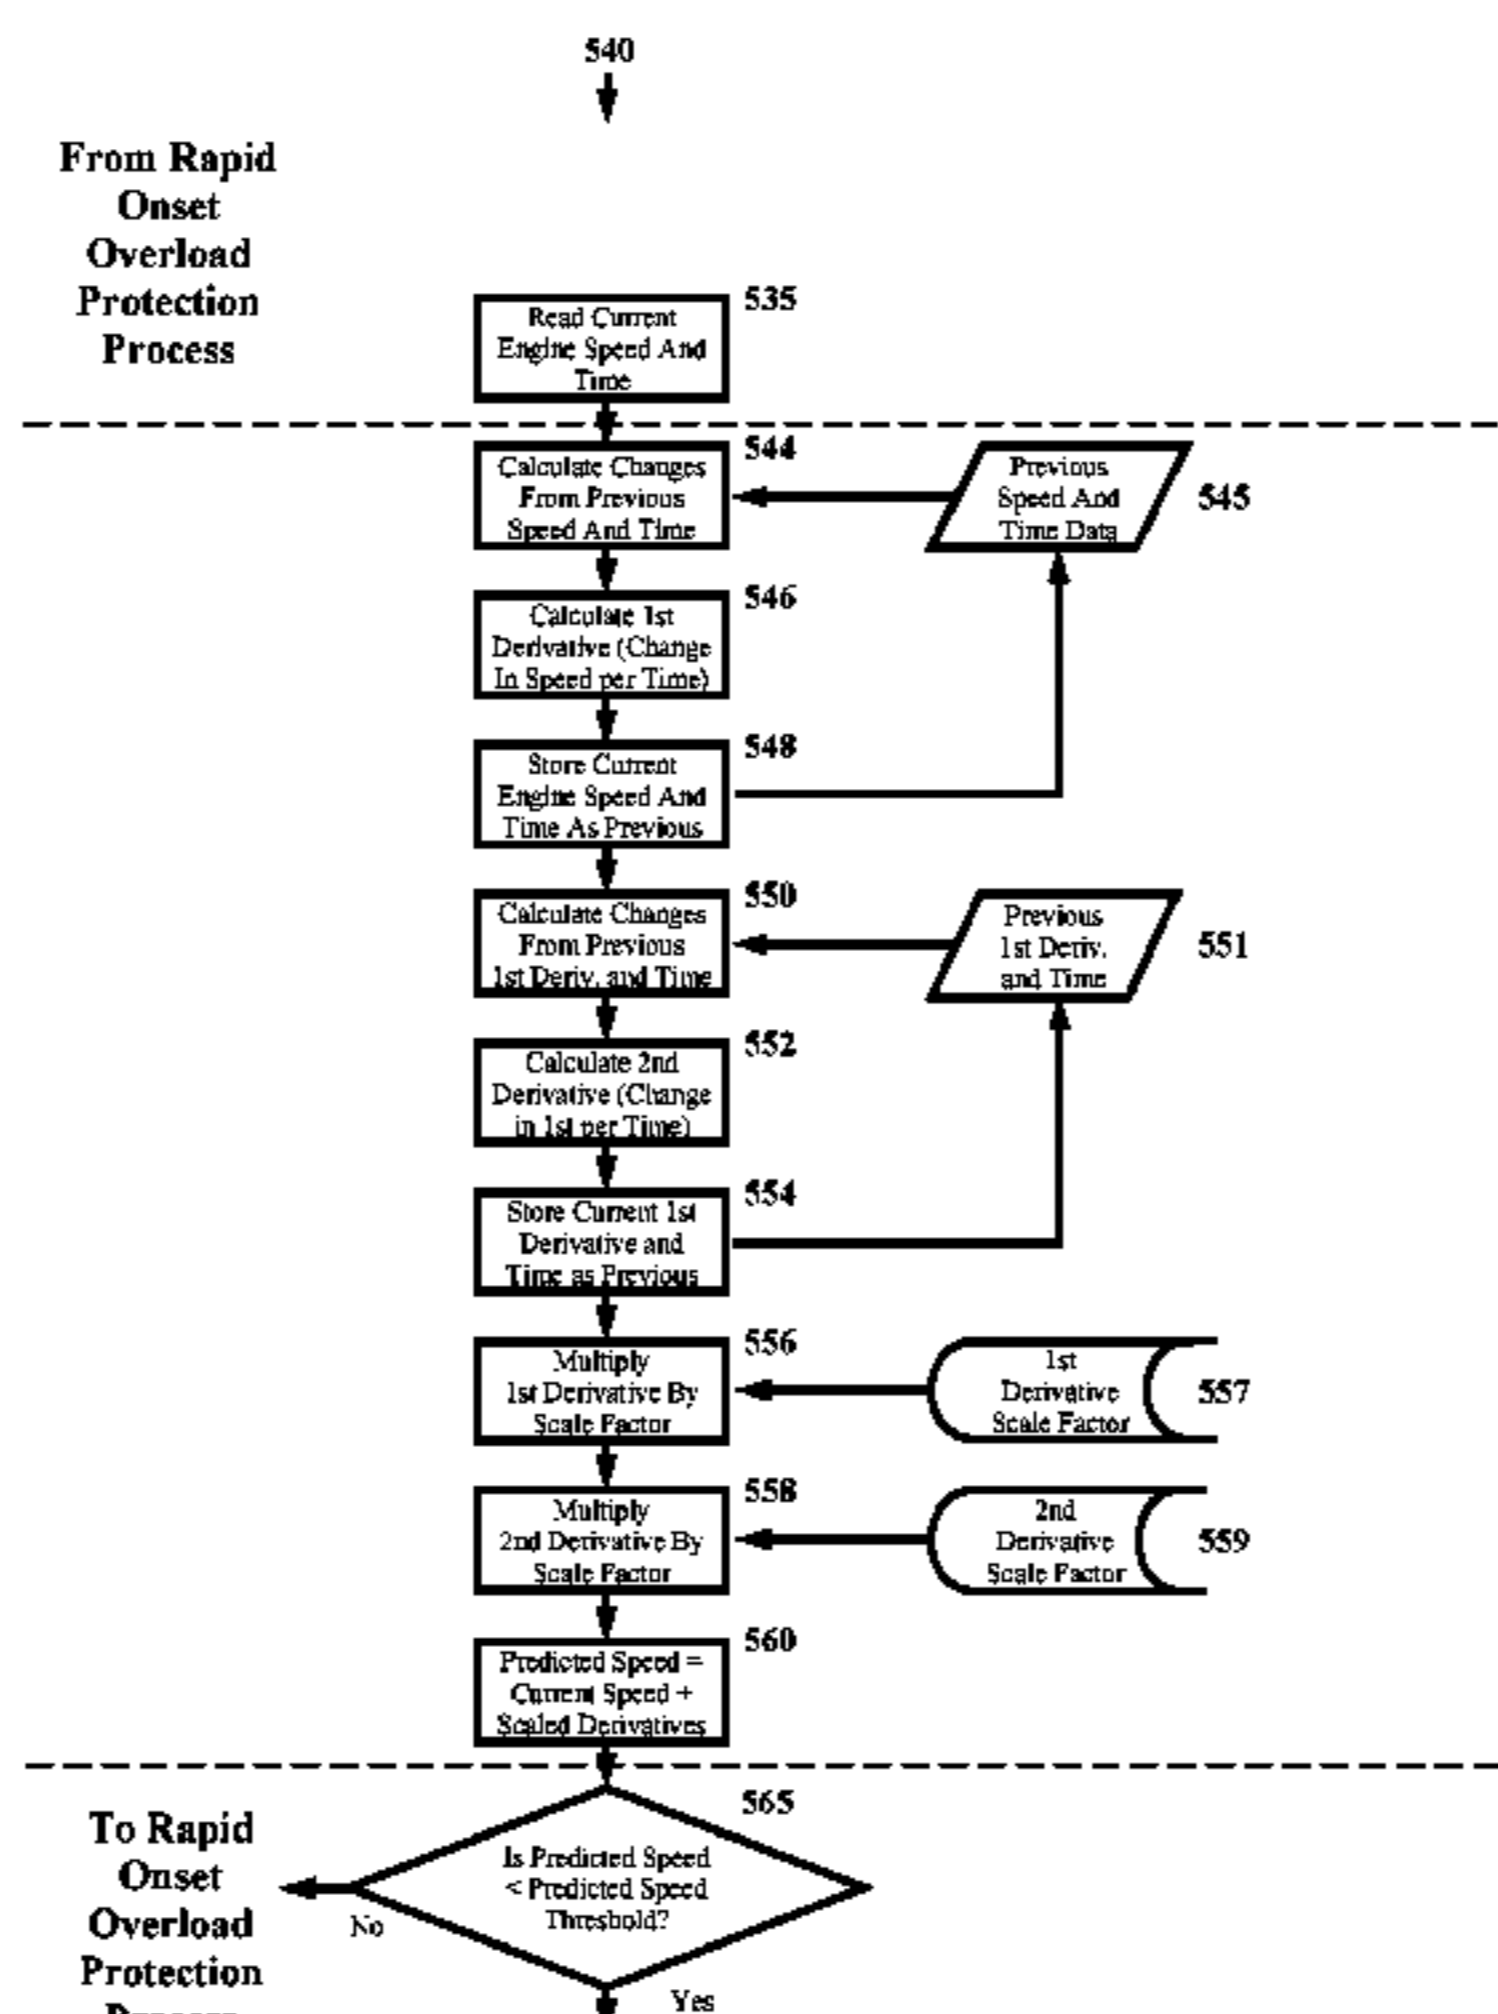 540
From Rapid
Onset
Overload
Protection
Process
535
Read Current
Engine Speed And
Time
544
Calculate Changes
From Previous
Speed And Time
Previous
Speed And
Time Data
545
546
Calculate 1st
Derivative (Change
In Speed per Time)
548
Store Current
Engine Speed And
Time As Previous
550
Calculate Changes
From Previous
1st Deriv. and Time
Previous
1st Deriv.
and Time
551
552
Calculate 2nd
Derivative (Change
in 1st per Time)
554
Store Current 1st
Derivative and
Time as Previous
556
Multiply
1st Derivative By
Scale Factor
1st
Derivative
Scale Factor
557
558
Multiply
2nd Derivative By
Scale Factor
2nd
Derivative
Scale Factor
559
560
Predicted Speed =
Current Speed +
Scaled Derivatives
565
Is Predicted Speed
< Predicted Speed
Threshold?
To Rapid
Onset
Overload
Protection
Process
No
Yes